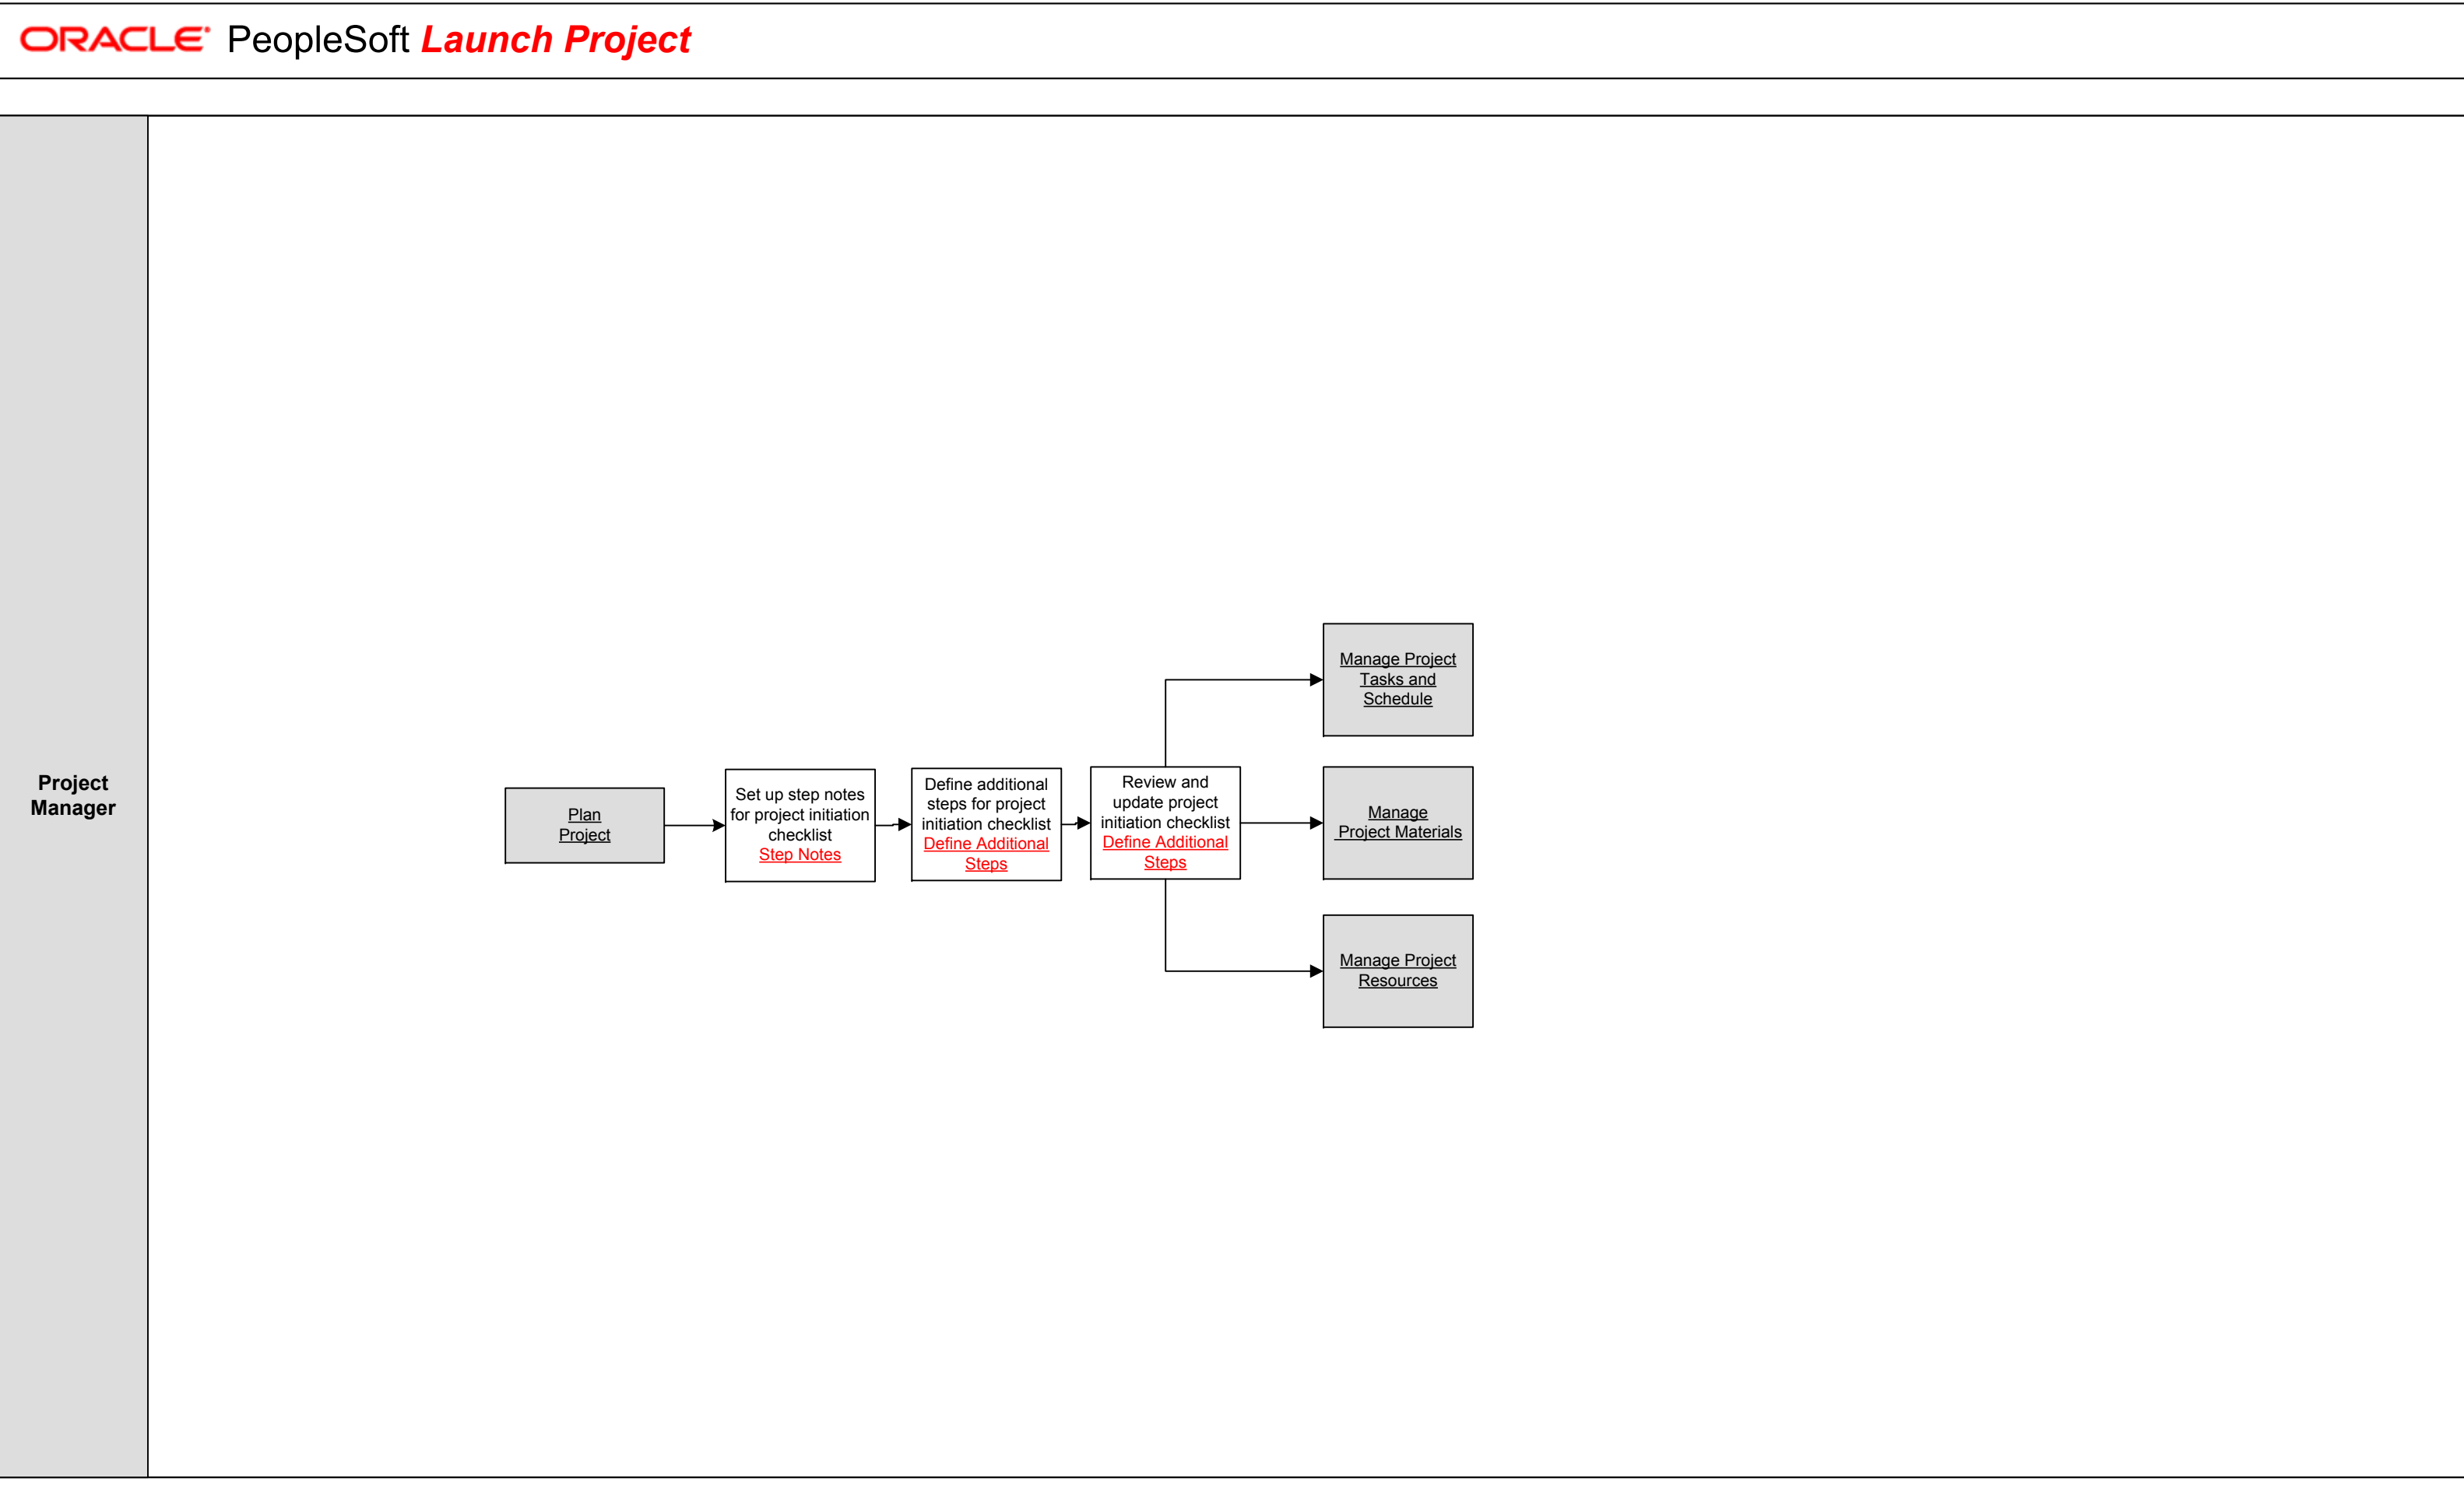 ORACLE® PeopleSoft Launch Project
Project
Manager
Plan
Project
Set up step notes
for project initiation
checklist
Step Notes
Define additional
steps for project
initiation checklist
Define Additional
Steps
Review and
update project
initiation checklist
Define Additional
Steps
Manage Project
Tasks and
Schedule
Manage
Project Materials
Manage Project
Resources